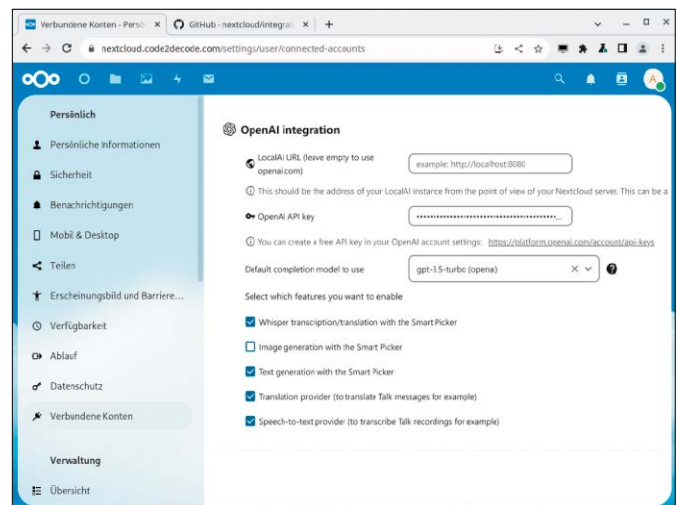 Verbundene Konten - Persö
GitHub - nextcloud/integrat
nextcloud.code2decode.com/settings/user/connected-accounts
A
Persönlich
Persönliche Informationen
Sicherheit
Benachrichtigungen
Mobil & Desktop
Teilen
Erscheinungsbild und Barriere...
Verfügbarkeit
Ablauf
Datenschutz
Verbundene Konten
Verwaltung
Übersicht
OpenAI integration
LocalAI URL (leave empty to use
openai.com)
example: http://localhost:8080
This should be the address of your LocalAI instance from the point of view of your Nextcloud server. This can be a
OpenAI API key
You can create a free API key in your OpenAI account settings: https://platform.openai.com/account/api-keys
Default completion model to use
gpt-3.5-turbo (openai)
Select which features you want to enable
Whisper transcription/translation with the Smart Picker
Image generation with the Smart Picker
Text generation with the Smart Picker
Translation provider (to translate Talk messages for example)
Speech-to-text provider (to transcribe Talk recordings for example)